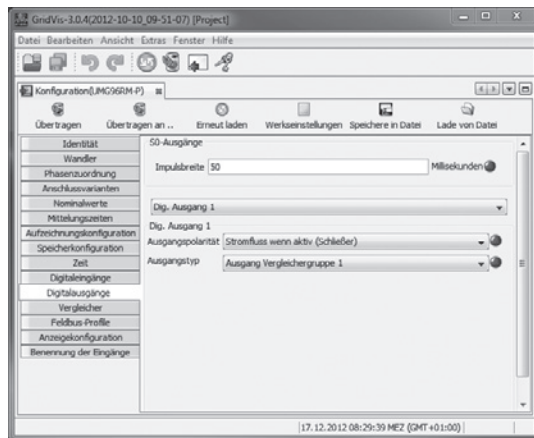 GridVis-3.0.4(2012-10-10_09-51-07) [Project]
Datei Bearbeiten Ansicht Extras Fenster Hilfe
Konfiguration(UMG96RM-P)
Übertragen Übertragen an .. Erneut laden Werkseinstellungen Speichere in Datei Lade von Datei
Identität
Wandler
Phasenzuordnung
Anschlussvarianten
Nominalwerte
Mittelungszeiten
Aufzeichnungskonfiguration
Speicherkonfiguration
Zeit
Digitaleingänge
Digitalausgänge
Vergleicher
Feldbus-Profile
Anzeigekonfiguration
Benennung der Eingänge
S0-Ausgänge
Impulsbreite 50 Millisekunden
Dig. Ausgang 1
Dig. Ausgang 1
Ausgangspolarität Stromfluss wenn aktiv (Schließer)
Ausgangstyp Ausgang Vergleichergruppe 1
17.12.2012 08:29:39 MEZ (GMT+01:00)